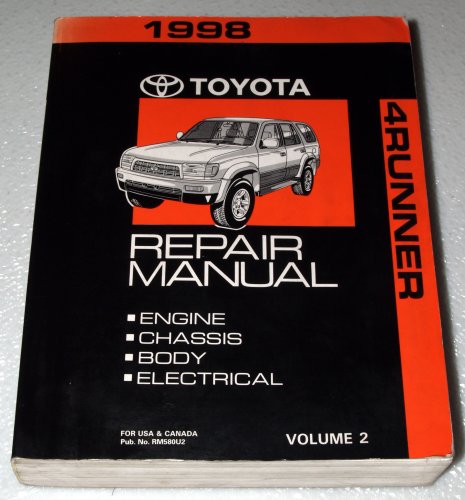 1998
TOYOTA
4RUNNER
REPAIR
MANUAL
▪ ENGINE
▪ CHASSIS
▪ BODY
▪ ELECTRICAL
FOR USA & CANADA
Pub. No. RM580U2
VOLUME 2